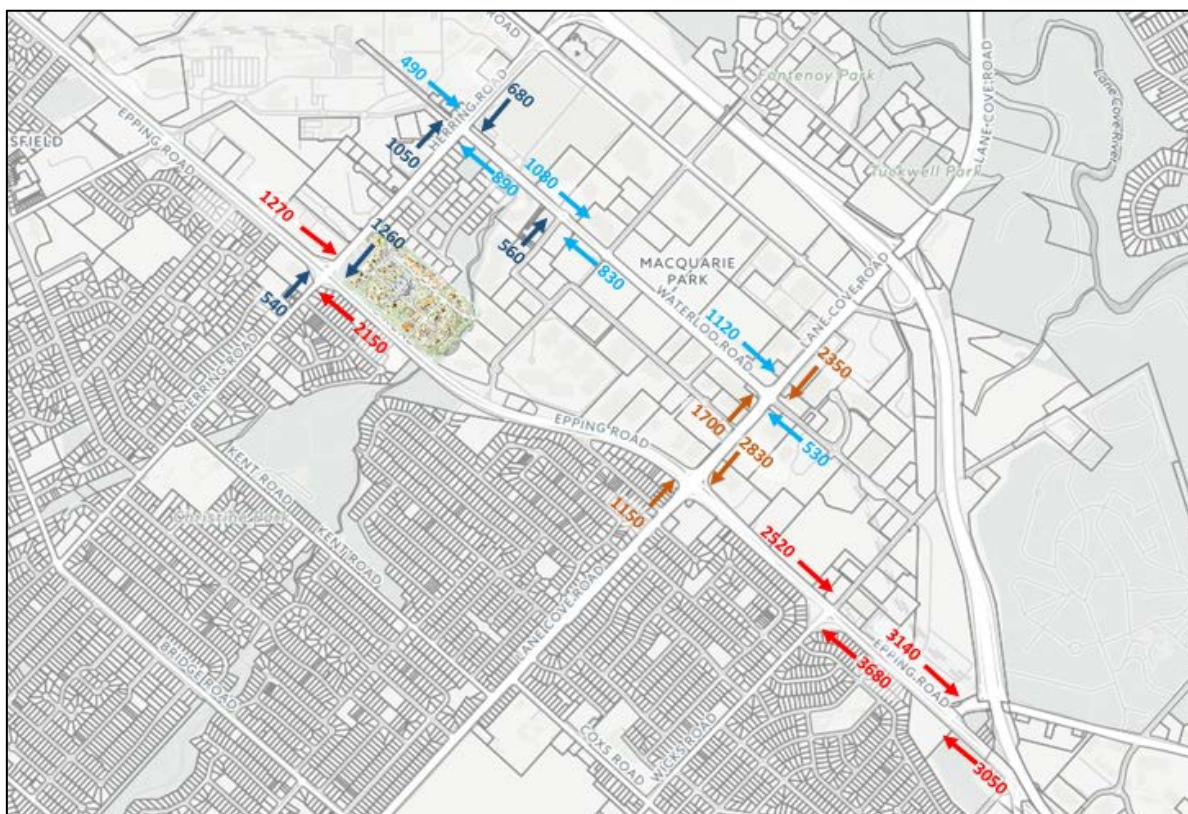 ROAD
490
680
HERRING ROAD
1050
Fontenoy Park
LANE COVE ROAD
Lane Cove River
EPPING ROAD
SFIELD
890
1080
Tuckwell Park
1270
1260
560
830
MACQUARIE
PARK
WATERLOO ROAD
LANE COVE ROAD
540
2150
1120
2350
HERRING ROAD
EPPING ROAD
1700
530
2830
KENT ROAD
1150
2520
KENT ROAD
LANE COVE ROAD
3140
EPPING ROAD
3680
BRIDGE ROAD
COXS ROAD
WICKS ROAD
3050